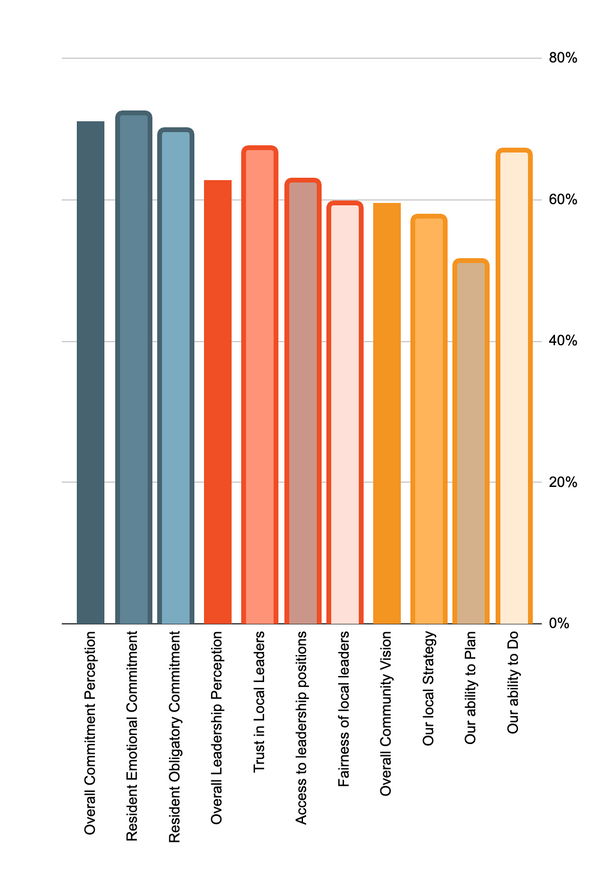 80%
60%
40%
20%
0%
Overall Commitment Perception
Resident Emotional Commitment
Resident Obligatory Commitment
Overall Leadership Perception
Trust in Local Leaders
Access to leadership positions
Fairness of local leaders
Overall Community Vision
Our local Strategy
Our ability to Plan
Our ability to Do